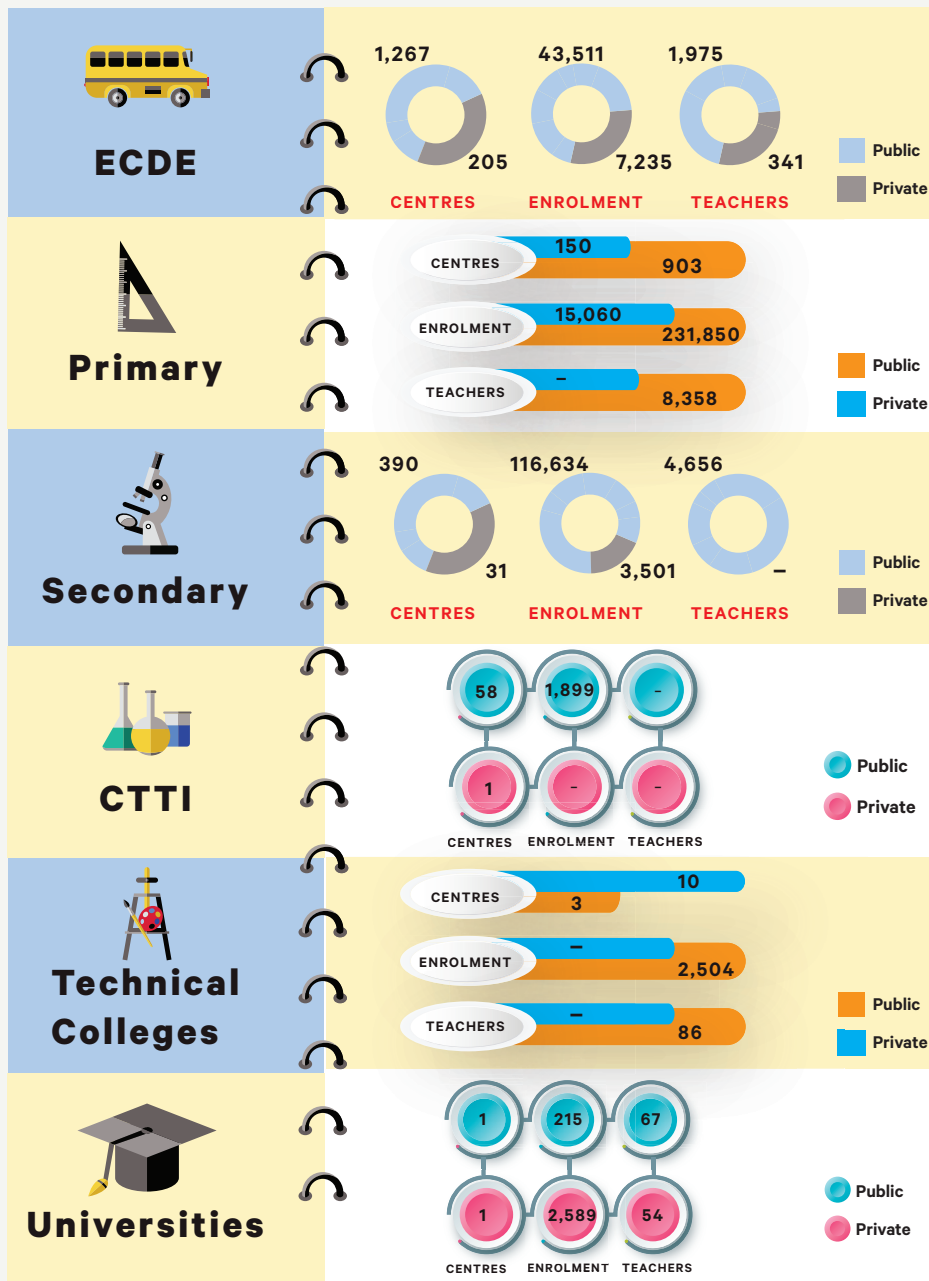 ECDE
1,267
43,511
1,975
205
7,235
341
CENTRES
ENROLMENT
TEACHERS
Public
Private
Primary
CENTRES
150
903
ENROLMENT
15,060
231,850
TEACHERS
–
8,358
Public
Private
Secondary
390
116,634
4,656
31
3,501
–
CENTRES
ENROLMENT
TEACHERS
Public
Private
CTTI
58
1,899
-
1
-
-
CENTRES
ENROLMENT
TEACHERS
Public
Private
Technical
Colleges
CENTRES
10
3
ENROLMENT
–
2,504
TEACHERS
–
86
Public
Private
Universities
1
215
67
1
2,589
54
CENTRES
ENROLMENT
TEACHERS
Public
Private